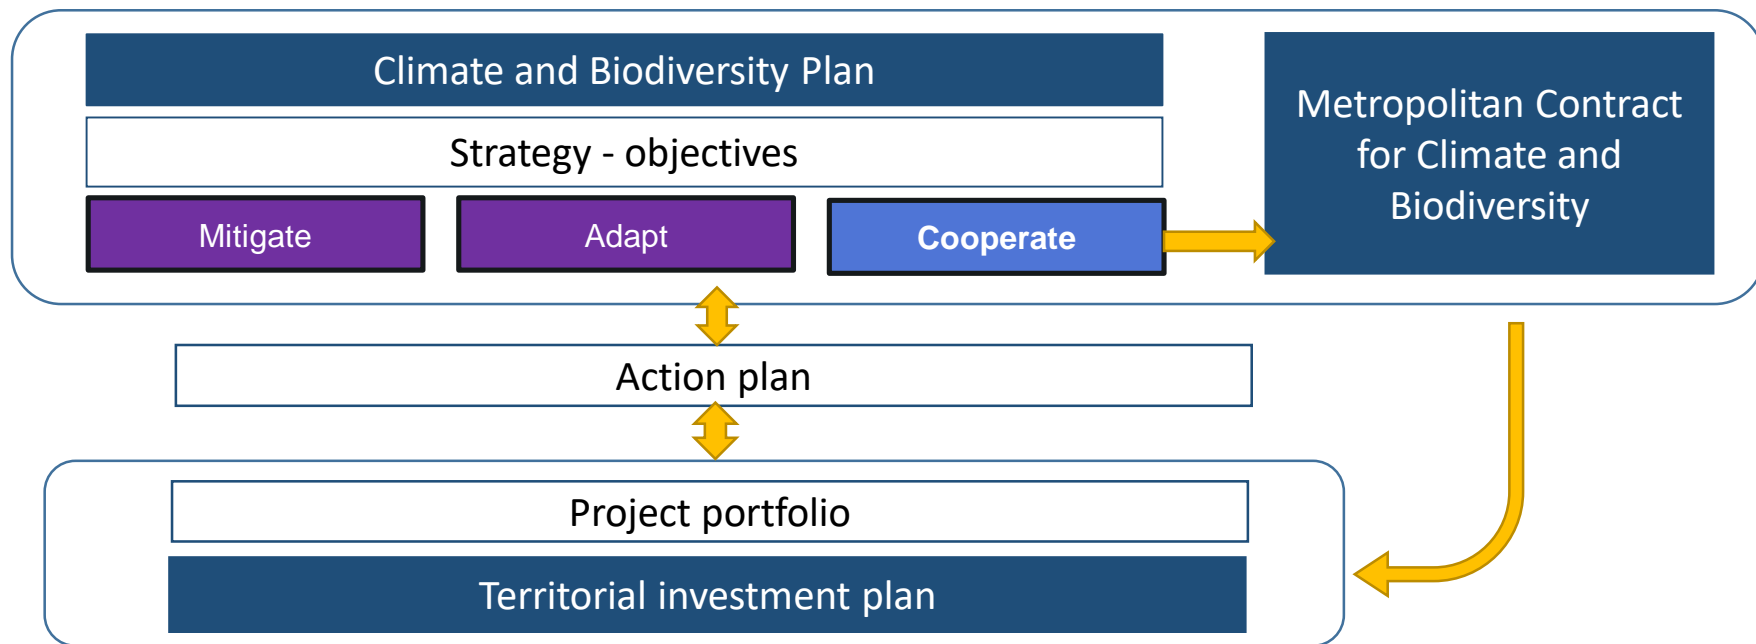 Climate and Biodiversity Plan
Strategy - objectives
Mitigate
Adapt
Cooperate
Metropolitan Contract
for Climate and
Biodiversity
Action plan
Project portfolio
Territorial investment plan